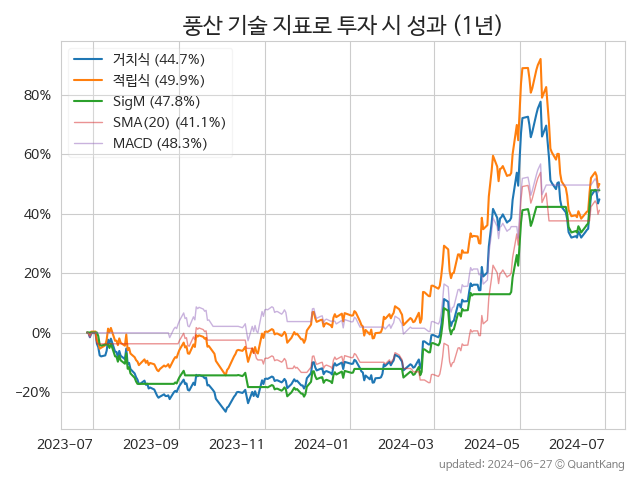 풍산 기술 지표로 투자 시 성과 (1년)
거치식 (44.7%)
적립식 (49.9%)
SigM (47.8%)
SMA(20) (41.1%)
MACD (48.3%)
80%
60%
40%
20%
0%
−20%
2023-07 2023-09 2023-11 2024-01 2024-03 2024-05 2024-07
updated: 2024-06-27 © QuantKang